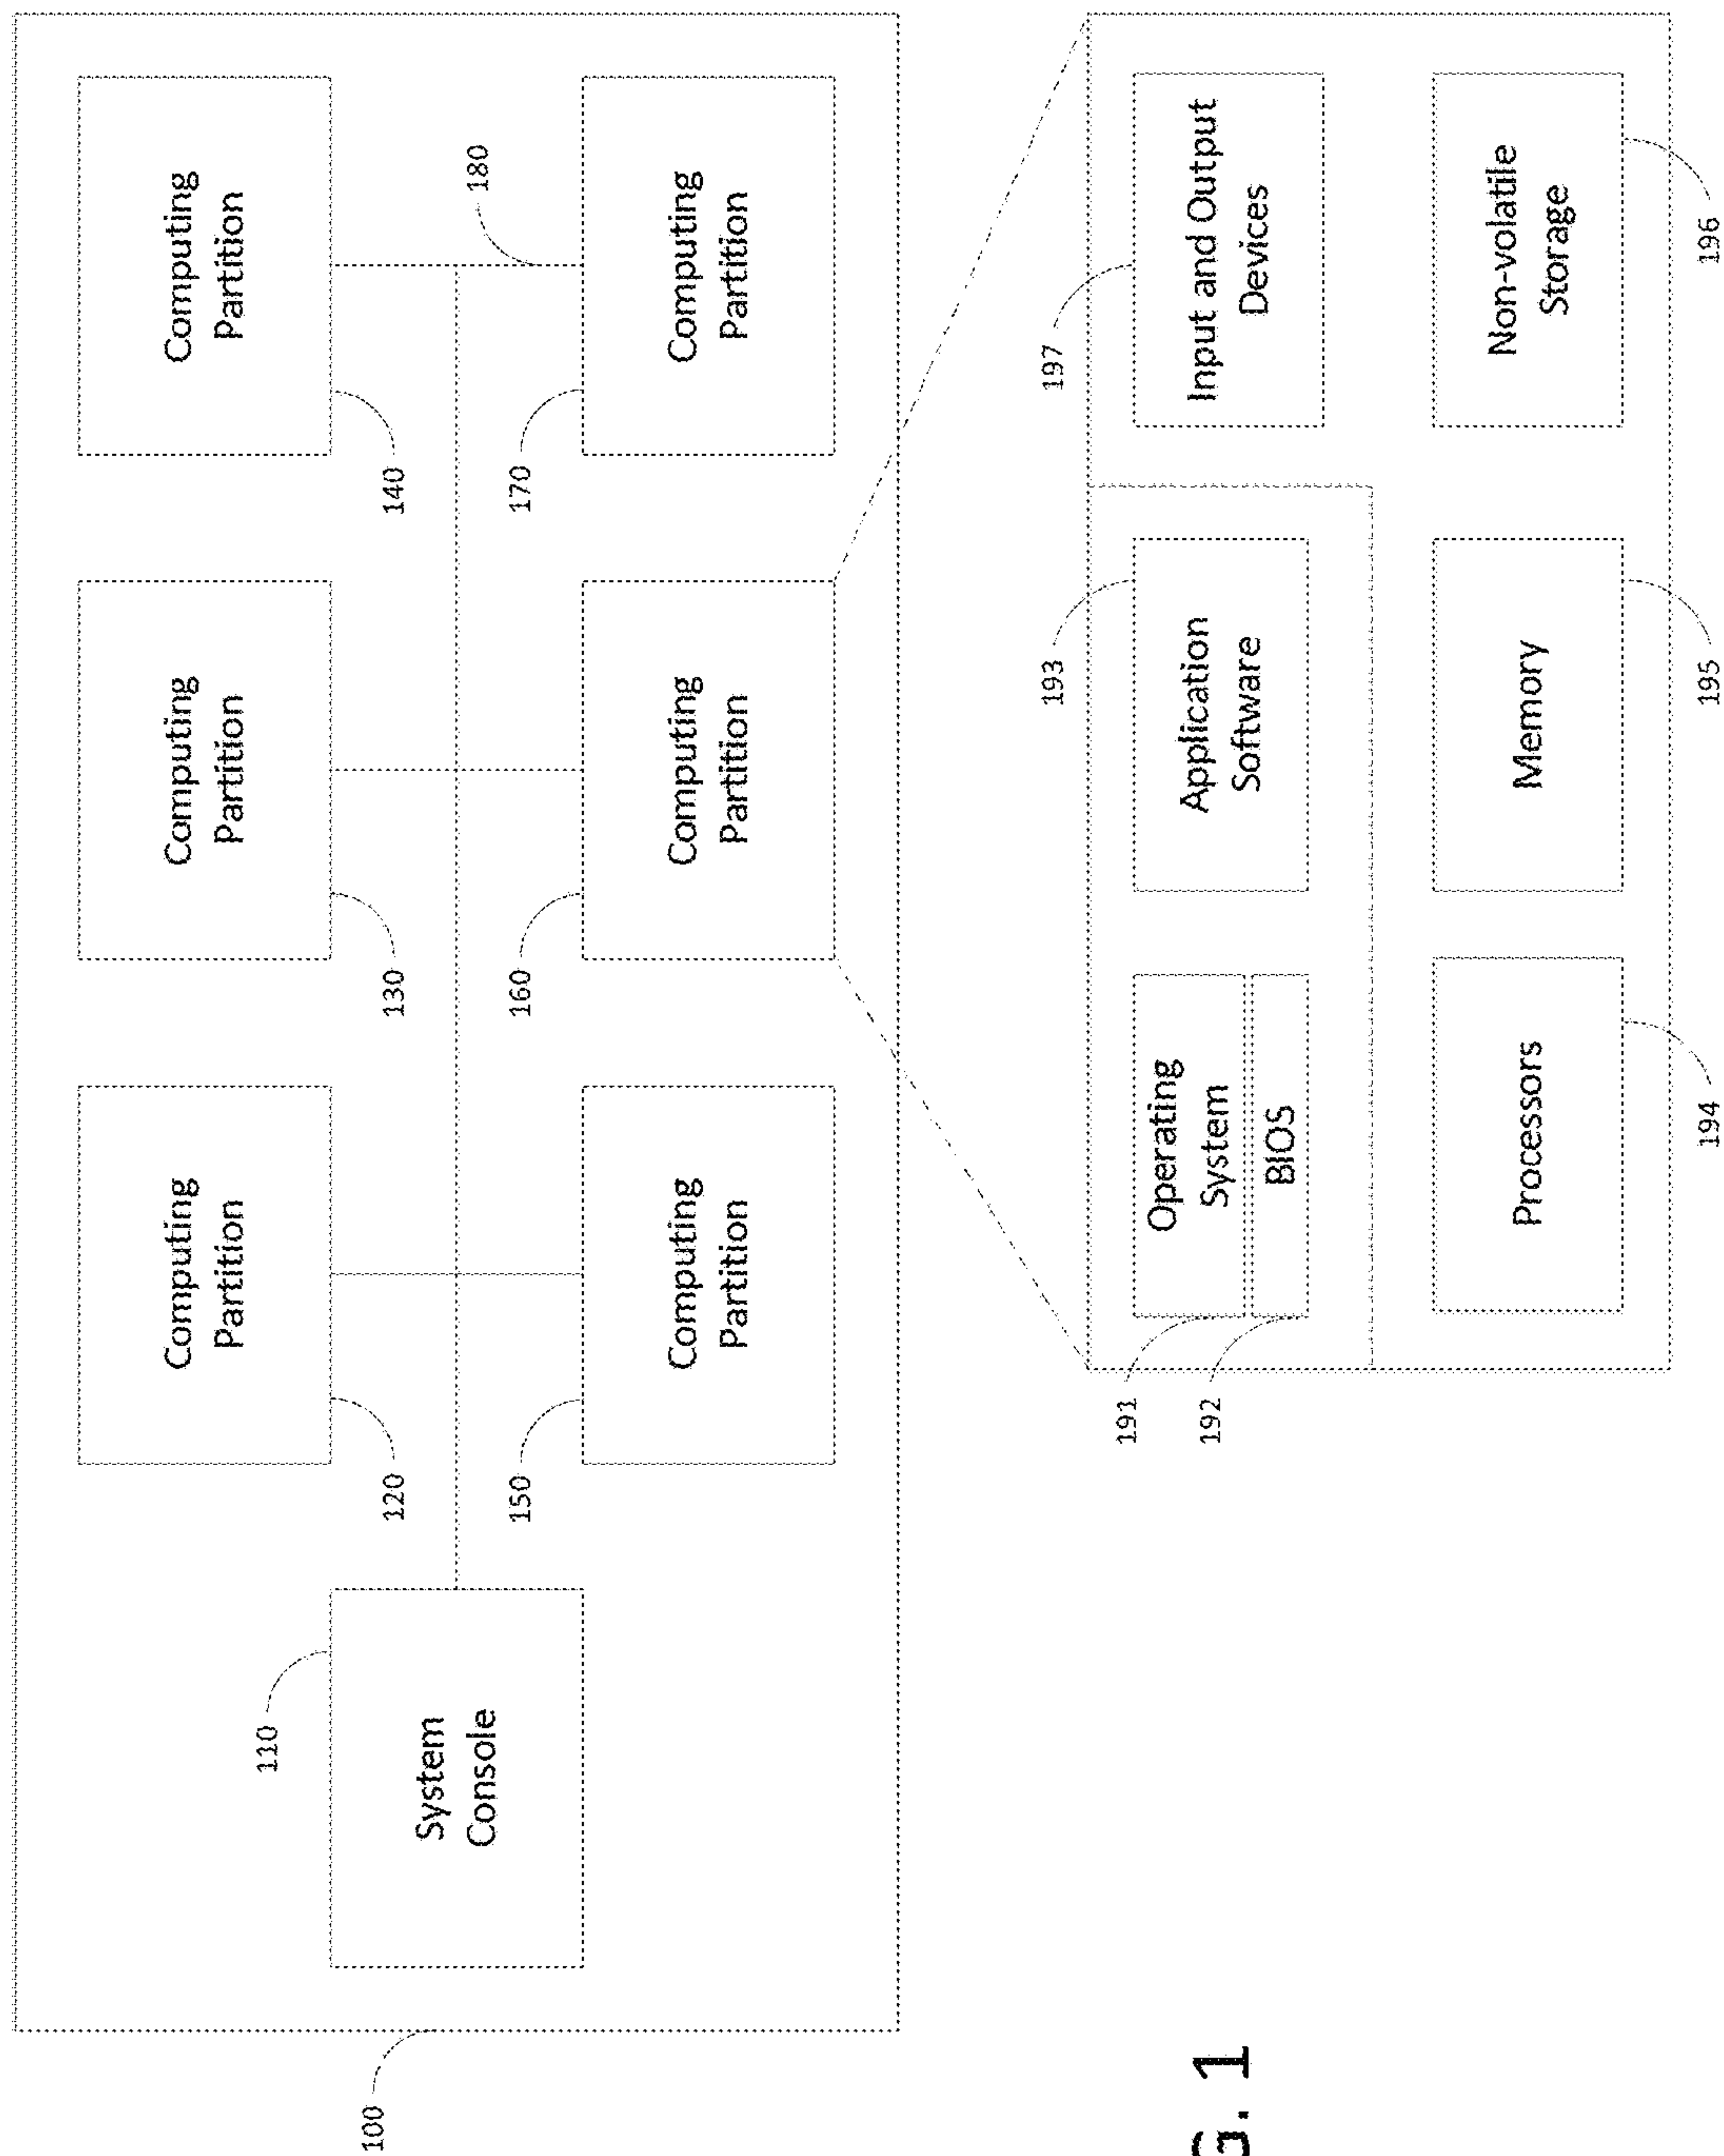 100
110
System
Console
120
Computing
Partition
130
Computing
Partition
140
Computing
Partition
150
Computing
Partition
160
Computing
Partition
170
Computing
Partition
180
191
Operating
System
192
BIOS
193
Application
Software
197
Input and Output
Devices
Processors
194
Memory
195
Non-volatile
Storage
196
G. 1